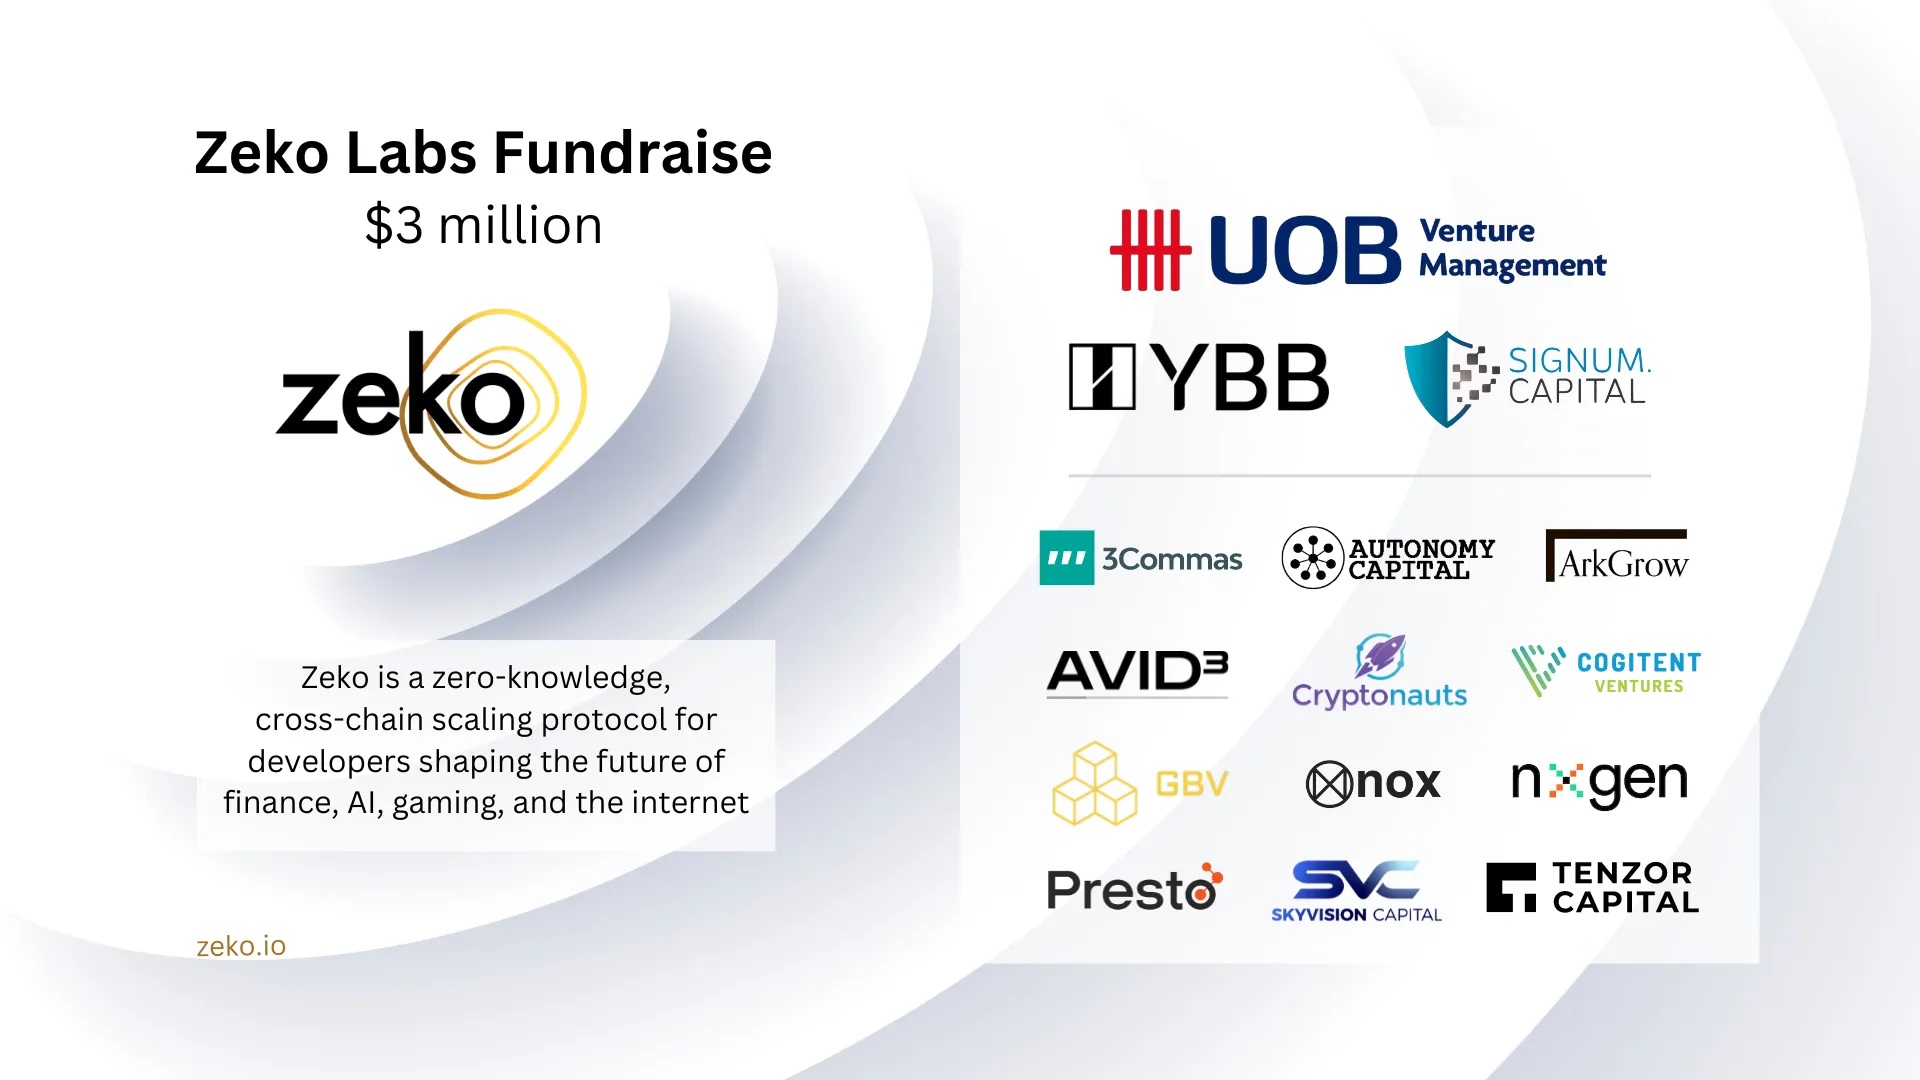 Zeko Labs Fundraise
$3 million
zeko
Zeko is a zero-knowledge,
cross-chain scaling protocol for
developers shaping the future of
finance, AI, gaming, and the internet
zeko.io
UOB Venture
Management
YBB
SIGNUM.
CAPITAL
3Commas
AUTONOMY
CAPITAL
ArkGrow
AVID³
Cryptonauts
COGITENT
VENTURES
GBV
nox
nxgen
Presto
SVC
SKYVISION CAPITAL
TENZOR
CAPITAL